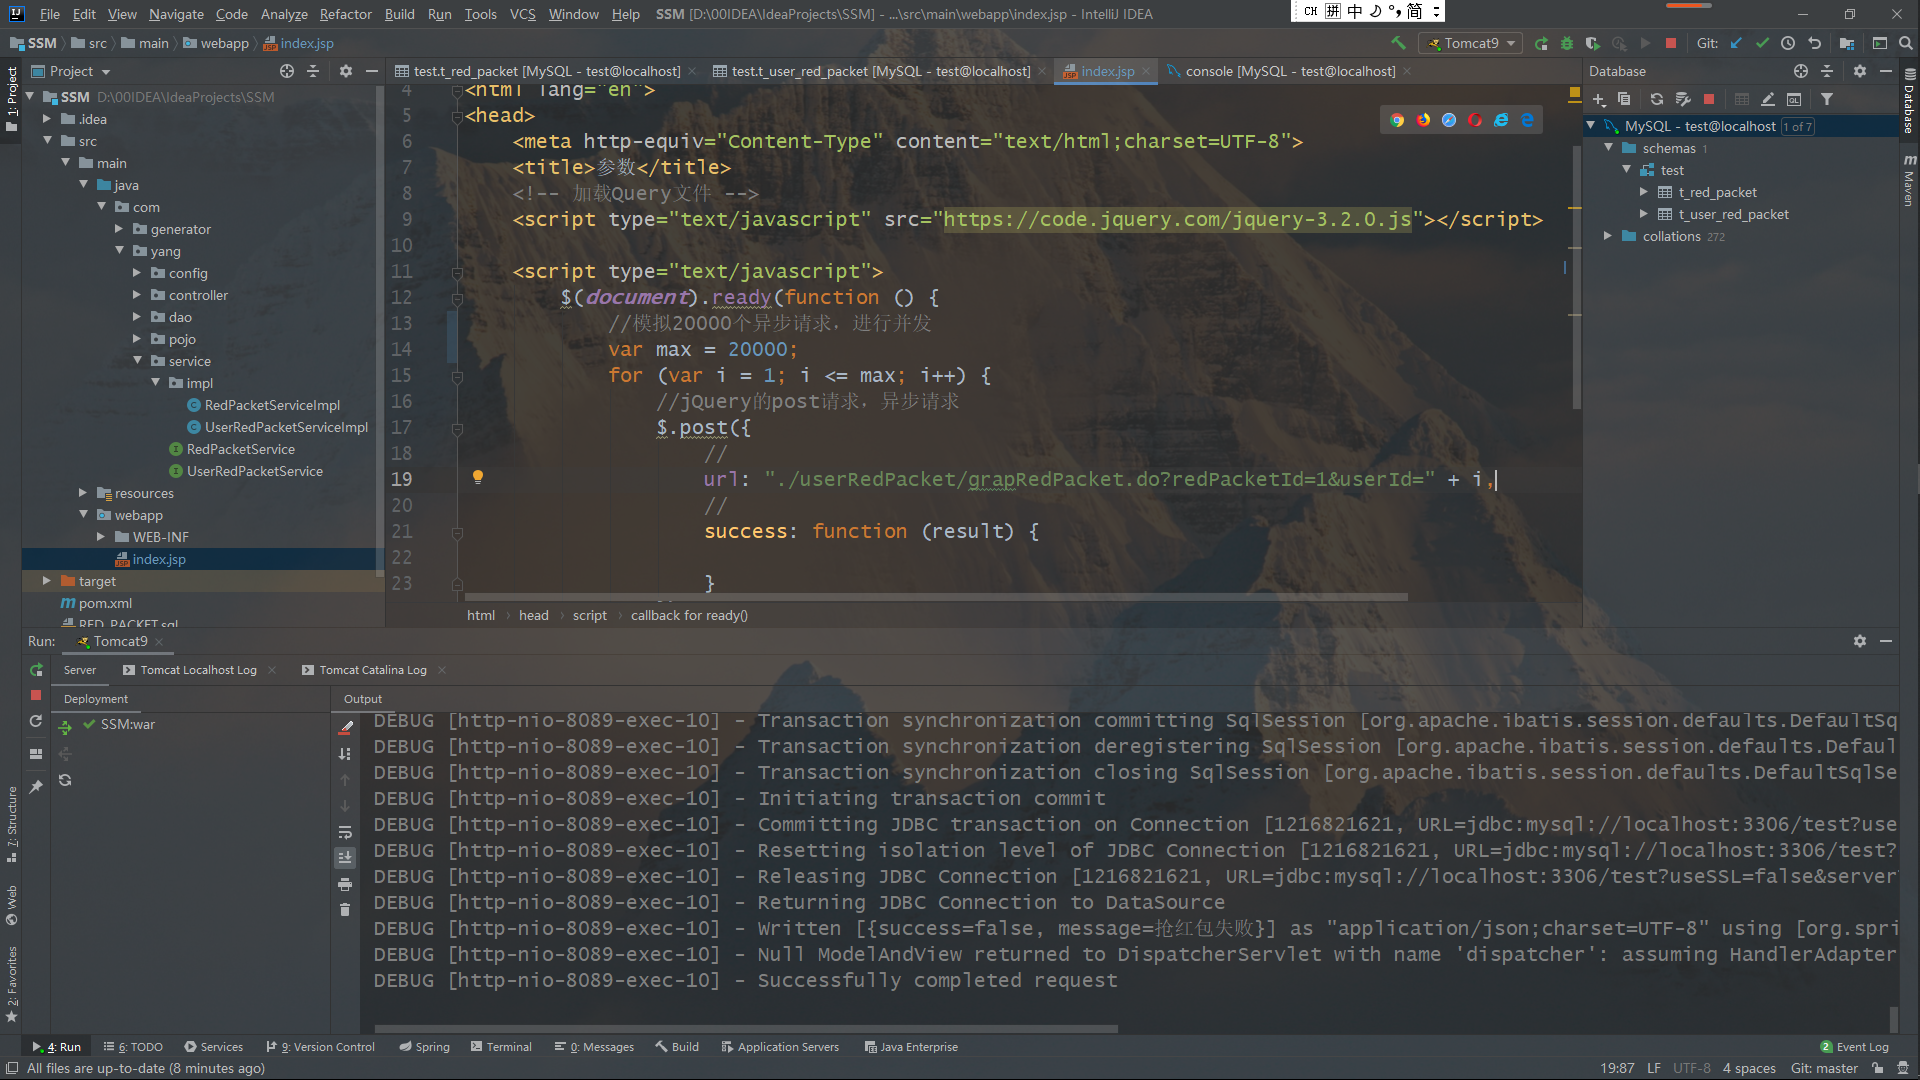 File Edit View Navigate Code Analyze Refactor Build Run Tools VCS Window Help SSM [D:\00IDEA\IdeaProjects\SSM] - ...\src\main\webapp\index.jsp - IntelliJ IDEA
CH 拼 中 简
SSM src main webapp index.jsp
Tomcat9 Git:
Project
test.t_red_packet [MySQL - test@localhost] test.t_user_red_packet [MySQL - test@localhost] index.jsp console [MySQL - test@localhost]
Database
1: Project
SSM D:\00IDEA\IdeaProjects\SSM
.idea
src
main
java
com
generator
yang
config
controller
dao
pojo
service
impl
RedPacketServiceImpl
UserRedPacketServiceImpl
RedPacketService
UserRedPacketService
resources
webapp
WEB-INF
index.jsp
target
pom.xml
RED_PACKET.sql
4 <html lang="en">
5 <head>
6 <meta http-equiv="Content-Type" content="text/html;charset=UTF-8">
7 <title>参数</title>
8 <!-- 加载Query文件 -->
9 <script type="text/javascript" src="https://code.jquery.com/jquery-3.2.0.js"></script>
10
11 <script type="text/javascript">
12 $(document).ready(function () {
13 //模拟20000个异步请求，进行并发
14 var max = 20000;
15 for (var i = 1; i <= max; i++) {
16 //jQuery的post请求，异步请求
17 $.post({
18 //
19 url: "./userRedPacket/grapRedPacket.do?redPacketId=1&userId=" + i,
20 //
21 success: function (result) {
22
23 }
html head script callback for ready()
MySQL - test@localhost 1 of 7
schemas 1
test
t_red_packet
t_user_red_packet
collations 272
Database
Maven
Run: Tomcat9
Server Tomcat Localhost Log Tomcat Catalina Log
Deployment Output
SSM:war
DEBUG [http-nio-8089-exec-10] - Transaction synchronization committing SqlSession [org.apache.ibatis.session.defaults.DefaultSq
DEBUG [http-nio-8089-exec-10] - Transaction synchronization deregistering SqlSession [org.apache.ibatis.session.defaults.Defaul
DEBUG [http-nio-8089-exec-10] - Transaction synchronization closing SqlSession [org.apache.ibatis.session.defaults.DefaultSqlSe
DEBUG [http-nio-8089-exec-10] - Initiating transaction commit
DEBUG [http-nio-8089-exec-10] - Committing JDBC transaction on Connection [1216821621, URL=jdbc:mysql://localhost:3306/test?use
DEBUG [http-nio-8089-exec-10] - Resetting isolation level of JDBC Connection [1216821621, URL=jdbc:mysql://localhost:3306/test?
DEBUG [http-nio-8089-exec-10] - Releasing JDBC Connection [1216821621, URL=jdbc:mysql://localhost:3306/test?useSSL=false&server
DEBUG [http-nio-8089-exec-10] - Returning JDBC Connection to DataSource
DEBUG [http-nio-8089-exec-10] - Written [{success=false, message=抢红包失败}] as "application/json;charset=UTF-8" using [org.spri
DEBUG [http-nio-8089-exec-10] - Null ModelAndView returned to DispatcherServlet with name 'dispatcher': assuming HandlerAdapter
DEBUG [http-nio-8089-exec-10] - Successfully completed request
7: Structure
Web
2: Favorites
4: Run 6: TODO Services 9: Version Control Spring Terminal 0: Messages Build Application Servers Java Enterprise 2 Event Log
All files are up-to-date (8 minutes ago) 19:87 LF UTF-8 4 spaces Git: master